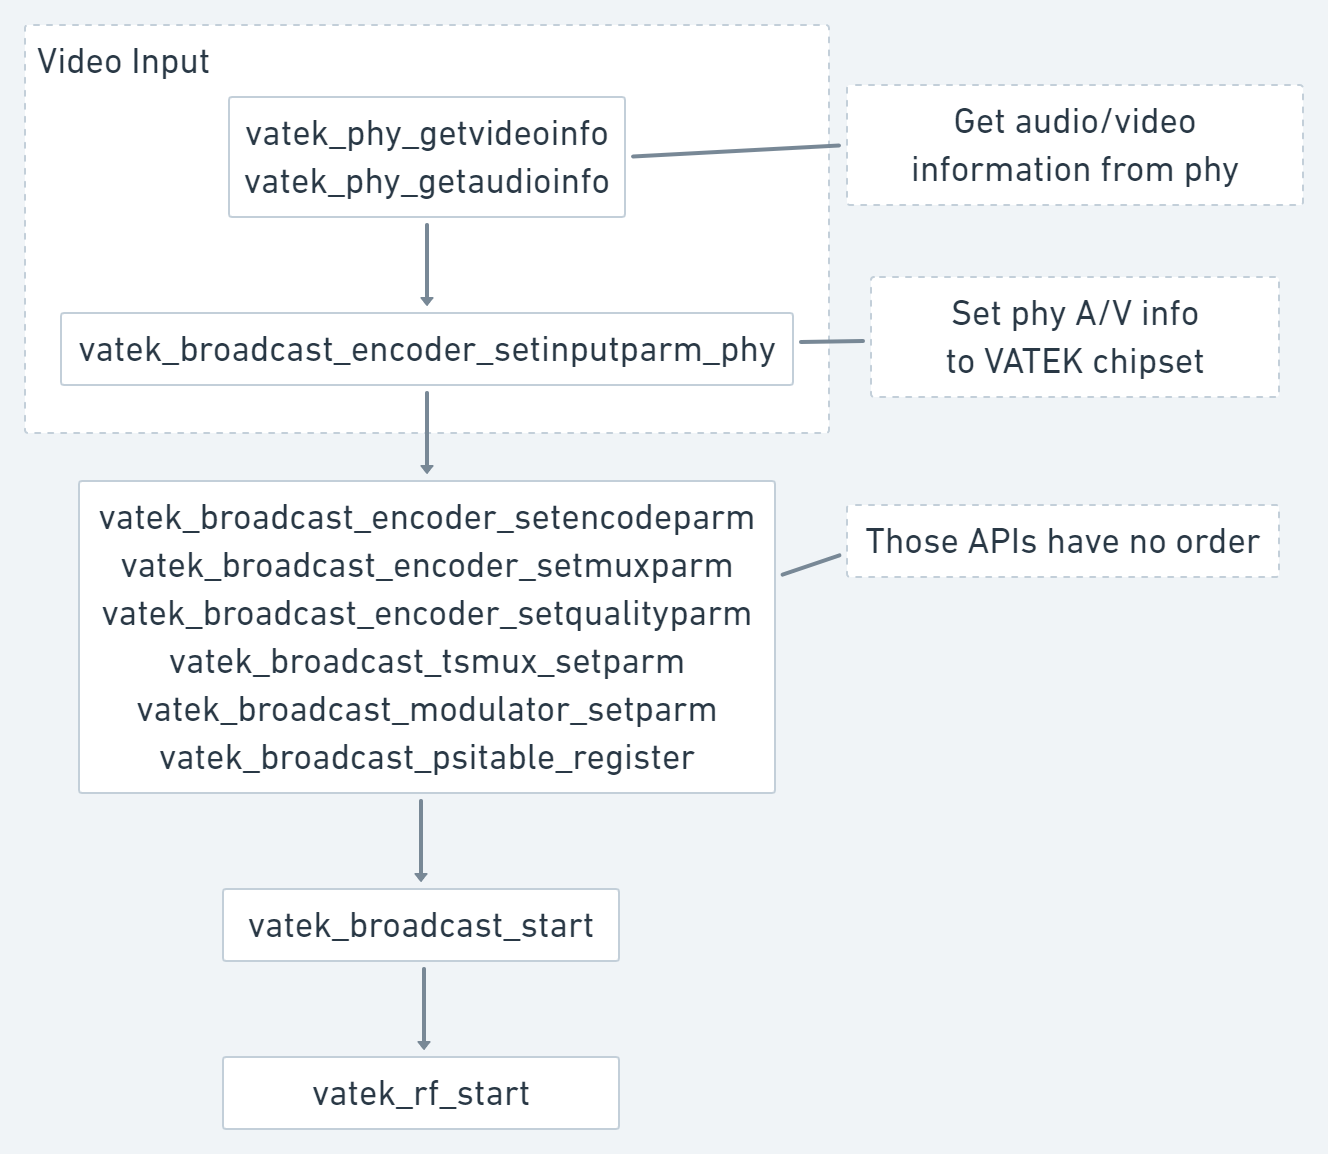 Video Input
vatek_phy_getvideoinfo
vatek_phy_getaudioinfo
Get audio/video
information from phy
vatek_broadcast_encoder_setinputparm_phy
Set phy A/V info
to VATEK chipset
vatek_broadcast_encoder_setencodeparm
vatek_broadcast_encoder_setmuxparm
vatek_broadcast_encoder_setqualityparm
vatek_broadcast_tsmux_setparm
vatek_broadcast_modulator_setparm
vatek_broadcast_psitable_register
Those APIs have no order
vatek_broadcast_start
vatek_rf_start